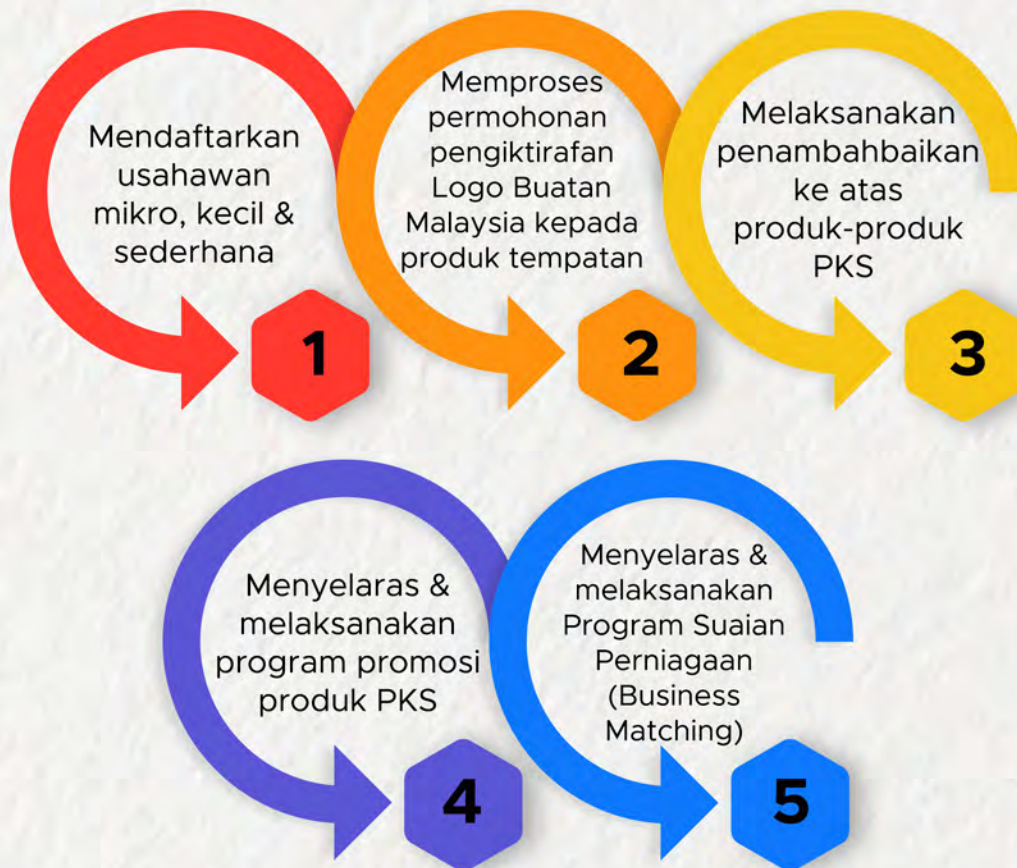 Mendaftarkan
usahawan
mikro, kecil &
sederhana
1
Memproses
permohonan
pengiktirafan
Logo Buatan
Malaysia kepada
produk tempatan
2
Melaksanakan
penambahbaikan
ke atas
produk-produk
PKS
3
Menyelaras &
melaksanakan
program promosi
produk PKS
4
Menyelaras &
melaksanakan
Program Suaian
Perniagaan
(Business
Matching)
5